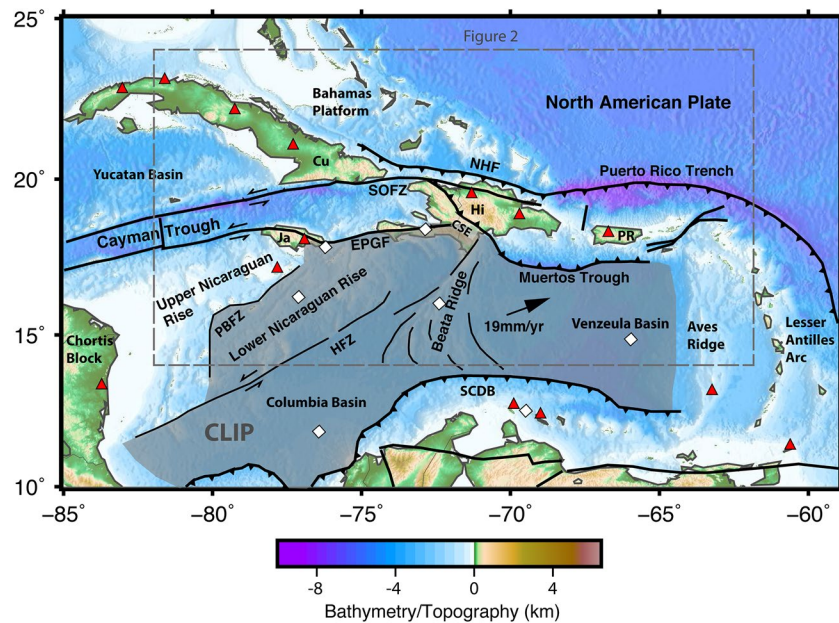 25°
Figure 2
Bahamas
Platform
North American Plate
NHF
Puerto Rico Trench
Yucatan Basin
Cu
20°
SOFZ
Hi
Cayman Trough
Ja
EPGF
CSE
PR
Upper Nicaraguan
Rise
Muertos Trough
PBFZ
Lower Nicaraguan Rise
Beata Ridge
19mm/yr
Venzeula Basin
Aves
Ridge
Lesser
Antilles
Arc
15°
Chortis
Block
HFZ
SCDB
Columbia Basin
CLIP
10°
−85 −80 −75 −70 −65 −60
-8 -4 0 4
Bathymetry/Topography (km)